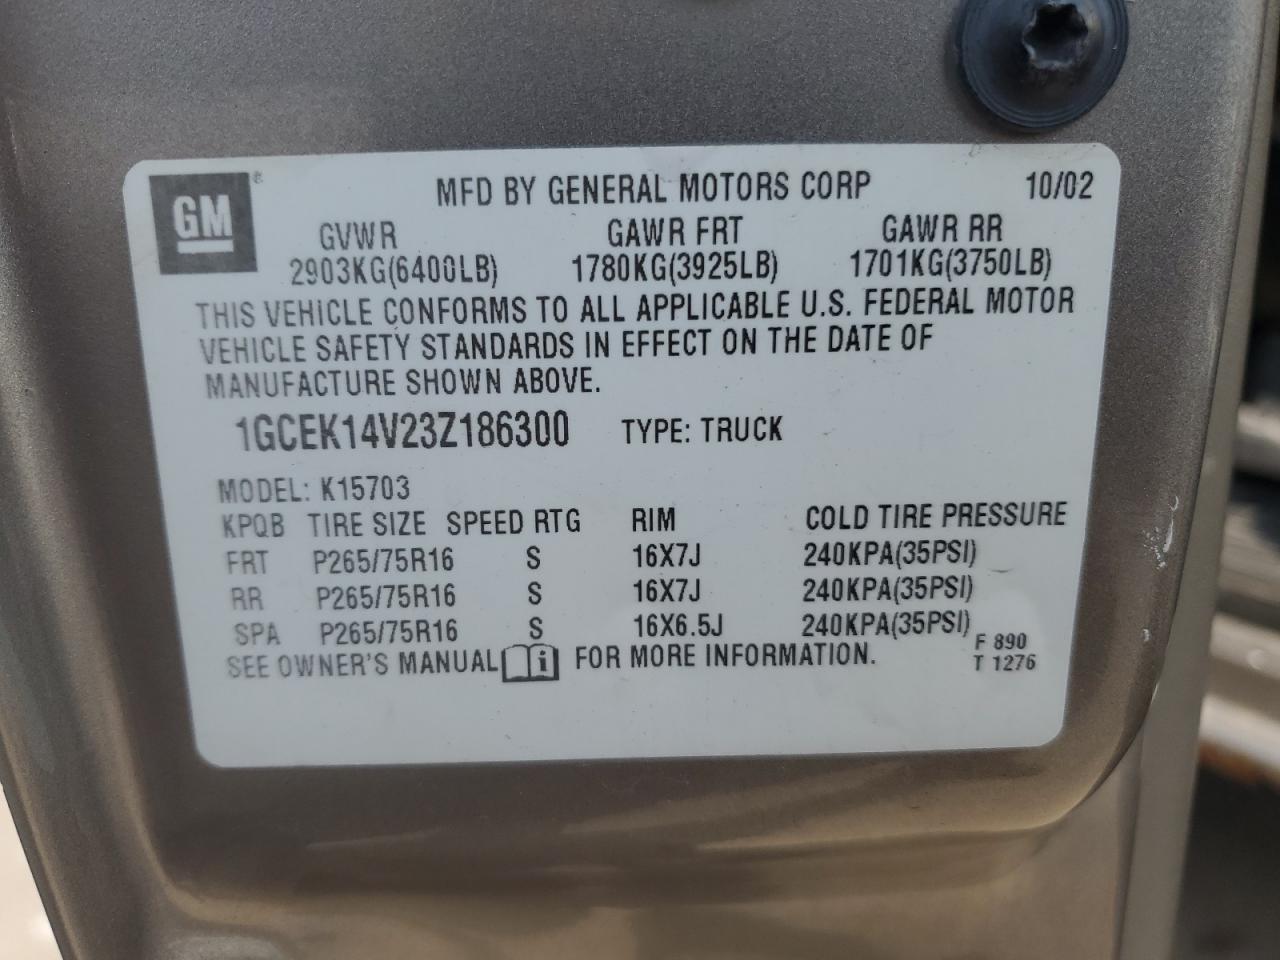 GM®
MFD BY GENERAL MOTORS CORP 10/02
GVWR GAWR FRT GAWR RR
2903KG(6400LB) 1780KG(3925LB) 1701KG(3750LB)
THIS VEHICLE CONFORMS TO ALL APPLICABLE U.S. FEDERAL MOTOR
VEHICLE SAFETY STANDARDS IN EFFECT ON THE DATE OF
MANUFACTURE SHOWN ABOVE.
1GCEK14V23Z186300 TYPE: TRUCK
MODEL: K15703
KPQB TIRE SIZE SPEED RTG RIM COLD TIRE PRESSURE
FRT P265/75R16 S 16X7J 240KPA(35PSI)
RR P265/75R16 S 16X7J 240KPA(35PSI)
SPA P265/75R16 S 16X6.5J 240KPA(35PSI)
SEE OWNER'S MANUAL i FOR MORE INFORMATION.
F 890
T 1276